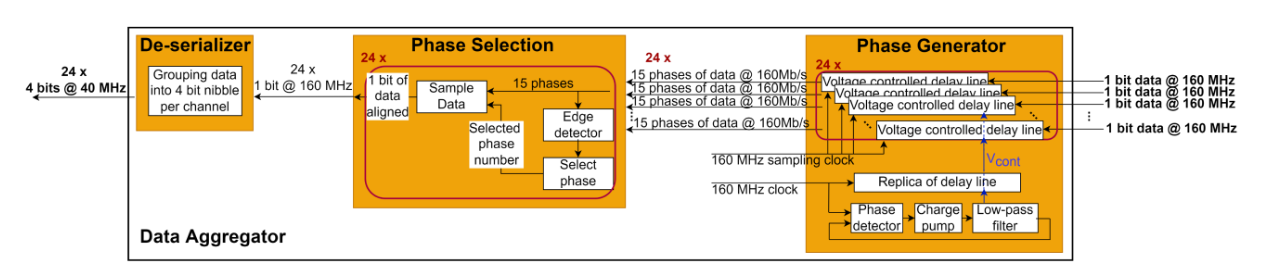 De-serializer
Phase Selection
Phase Generator
24 x
24 x
24 x
24 x
4 bits @ 40 MHz
Grouping data
into 4 bit nibble
per channel
24 x
1 bit @ 160 MHz
1 bit of
data
aligned
Sample
Data
15 phases
Selected
phase
number
Edge
detector
Select
phase
15 phases of data @ 160Mb/s
15 phases of data @ 160Mb/s
15 phases of data @ 160Mb/s
15 phases of data @ 160Mb/s
Voltage controlled delay line
Voltage controlled delay line
Voltage controlled delay line
Voltage controlled delay line
1 bit data @ 160 MHz
1 bit data @ 160 MHz
1 bit data @ 160 MHz
1 bit data @ 160 MHz
160 MHz sampling clock
Vcont
160 MHz clock
Replica of delay line
Phase
detector
Charge
pump
Low-pass
filter
Data Aggregator